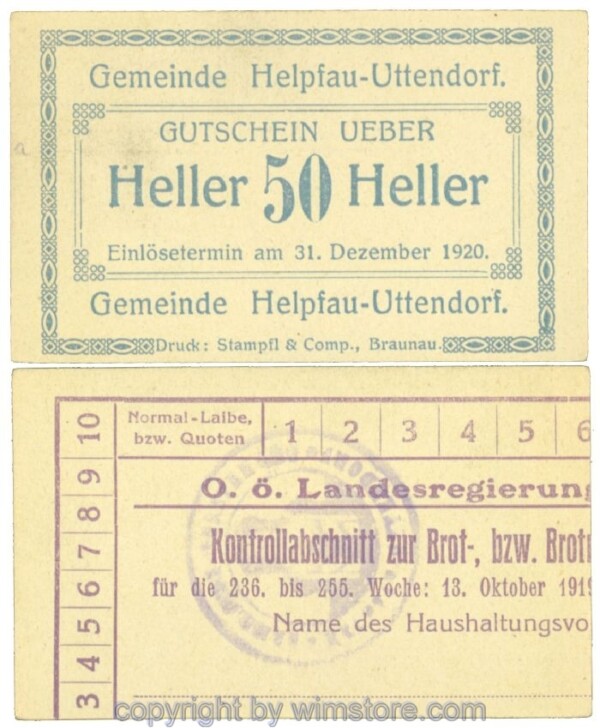 Gemeinde Helpfau-Uttendorf.
GUTSCHEIN UEBER
Heller 50 Heller
Einlösetermin am 31. Dezember 1920.
Gemeinde Helpfau-Uttendorf.
Druck: Stampfl & Comp., Braunau.
a
Normal-Laibe,
bzw. Quoten
1 2 3 4 5 6
10
9
8
7
6
5
4
3
O. ö. Landesregierung
Kontrollabschnitt zur Brot-, bzw. Brot
für die 236. bis 255. Woche: 13. Oktober 1919
Name des Haushaltungsvo
copyright by wimstore.com